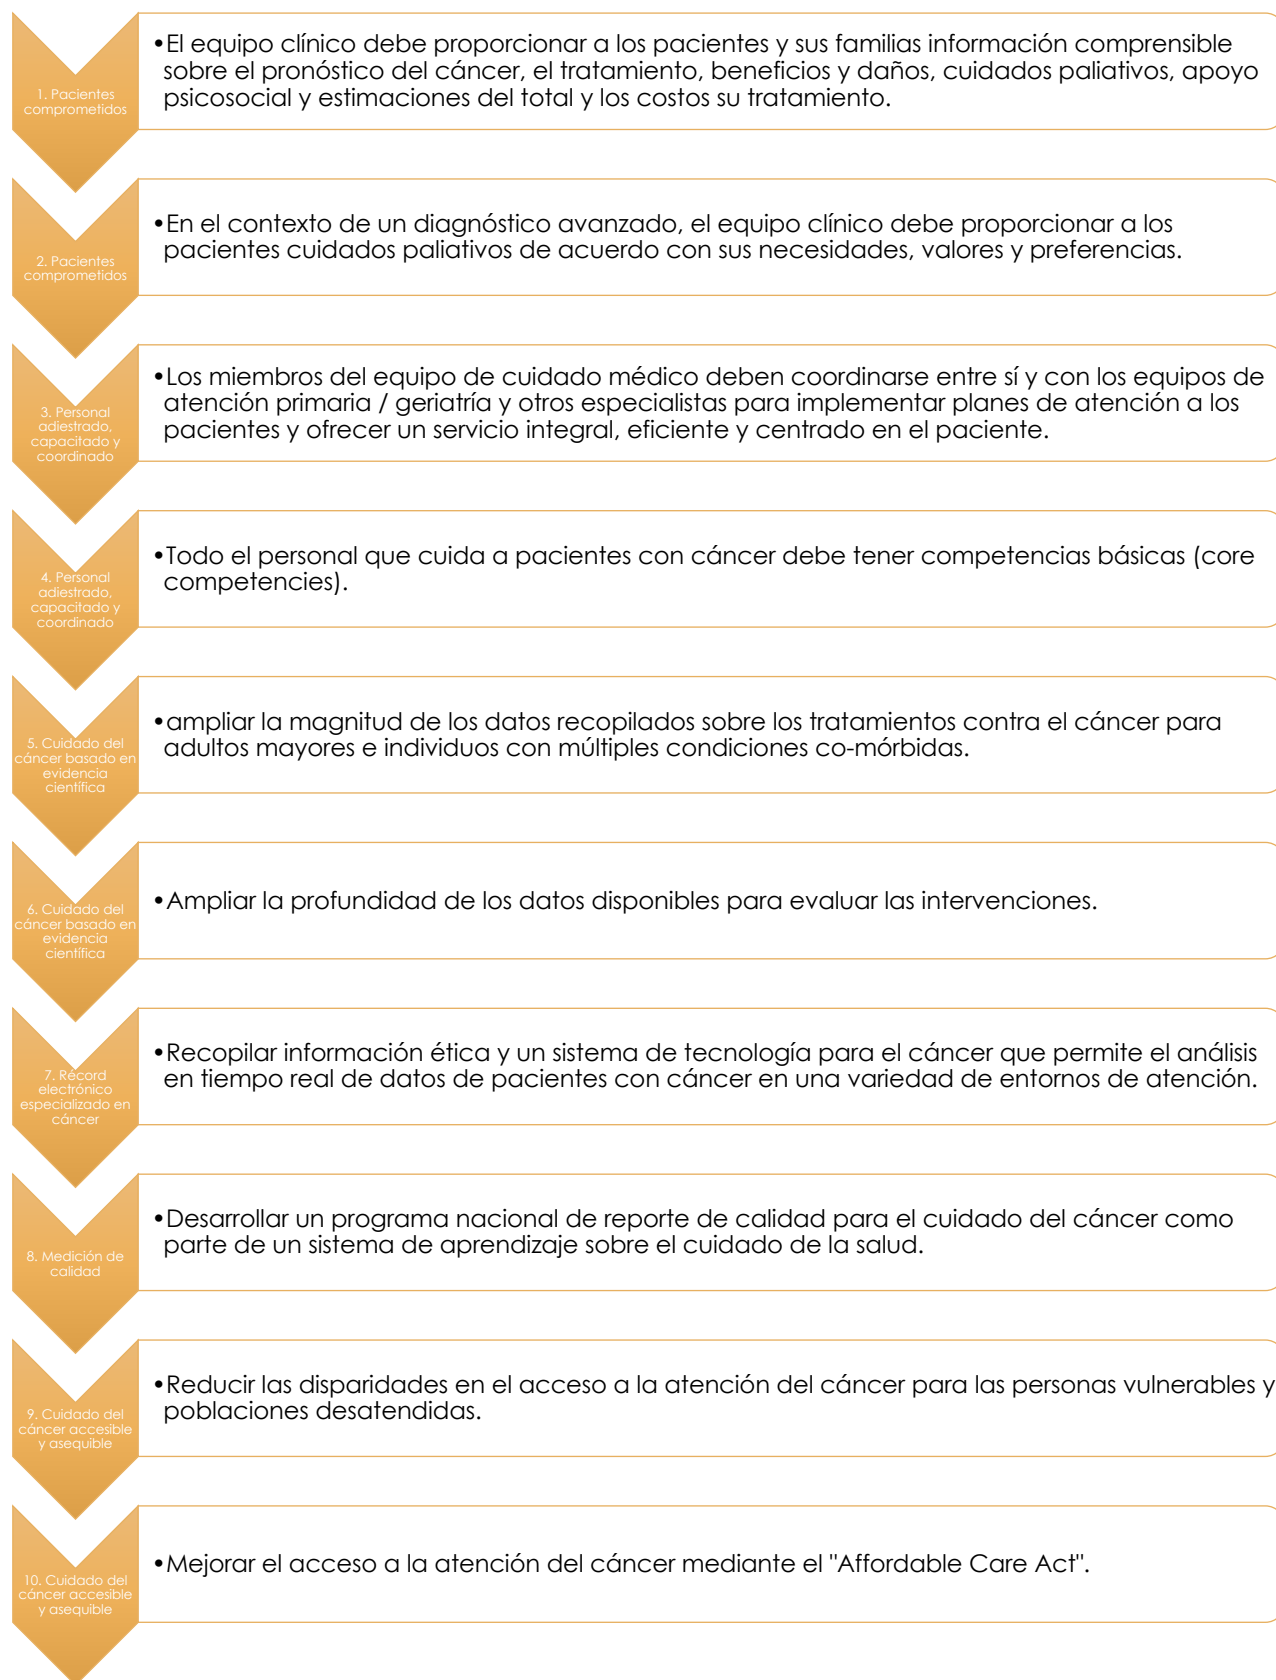 1. Pacientes
comprometidos
•El equipo clínico debe proporcionar a los pacientes y sus familias información comprensible
sobre el pronóstico del cáncer, el tratamiento, beneficios y daños, cuidados paliativos, apoyo
psicosocial y estimaciones del total y los costos su tratamiento.
2. Pacientes
comprometidos
•En el contexto de un diagnóstico avanzado, el equipo clínico debe proporcionar a los
pacientes cuidados paliativos de acuerdo con sus necesidades, valores y preferencias.
3. Personal
adiestrado,
capacitado y
coordinado
•Los miembros del equipo de cuidado médico deben coordinarse entre sí y con los equipos de
atención primaria / geriatría y otros especialistas para implementar planes de atención a los
pacientes y ofrecer un servicio integral, eficiente y centrado en el paciente.
4. Personal
adiestrado,
capacitado y
coordinado
•Todo el personal que cuida a pacientes con cáncer debe tener competencias básicas (core
competencies).
5. Cuidado del
cáncer basado en
evidencia
científica
•ampliar la magnitud de los datos recopilados sobre los tratamientos contra el cáncer para
adultos mayores e individuos con múltiples condiciones co-mórbidas.
6. Cuidado del
cáncer basado en
evidencia
científica
•Ampliar la profundidad de los datos disponibles para evaluar las intervenciones.
7. Récord
electrónico
especializado en
cáncer
•Recopilar información ética y un sistema de tecnología para el cáncer que permite el análisis
en tiempo real de datos de pacientes con cáncer en una variedad de entornos de atención.
8. Medición de
calidad
•Desarrollar un programa nacional de reporte de calidad para el cuidado del cáncer como
parte de un sistema de aprendizaje sobre el cuidado de la salud.
9. Cuidado del
cáncer accesible
y asequible
•Reducir las disparidades en el acceso a la atención del cáncer para las personas vulnerables y
poblaciones desatendidas.
10. Cuidado del
cáncer accesible
y asequible
•Mejorar el acceso a la atención del cáncer mediante el "Affordable Care Act".